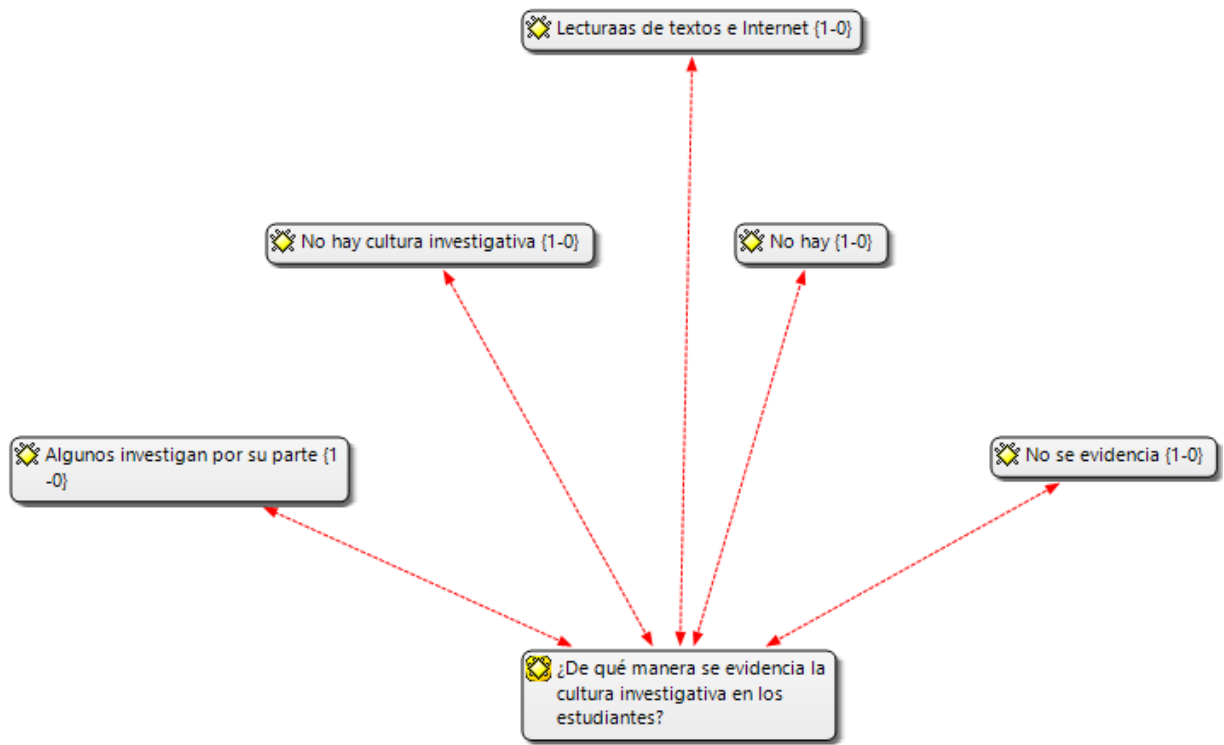 Lecturaas de textos e Internet {1-0}
No hay cultura investigativa {1-0}
No hay {1-0}
Algunos investigan por su parte {1
-0}
No se evidencia {1-0}
¿De qué manera se evidencia la
cultura investigativa en los
estudiantes?